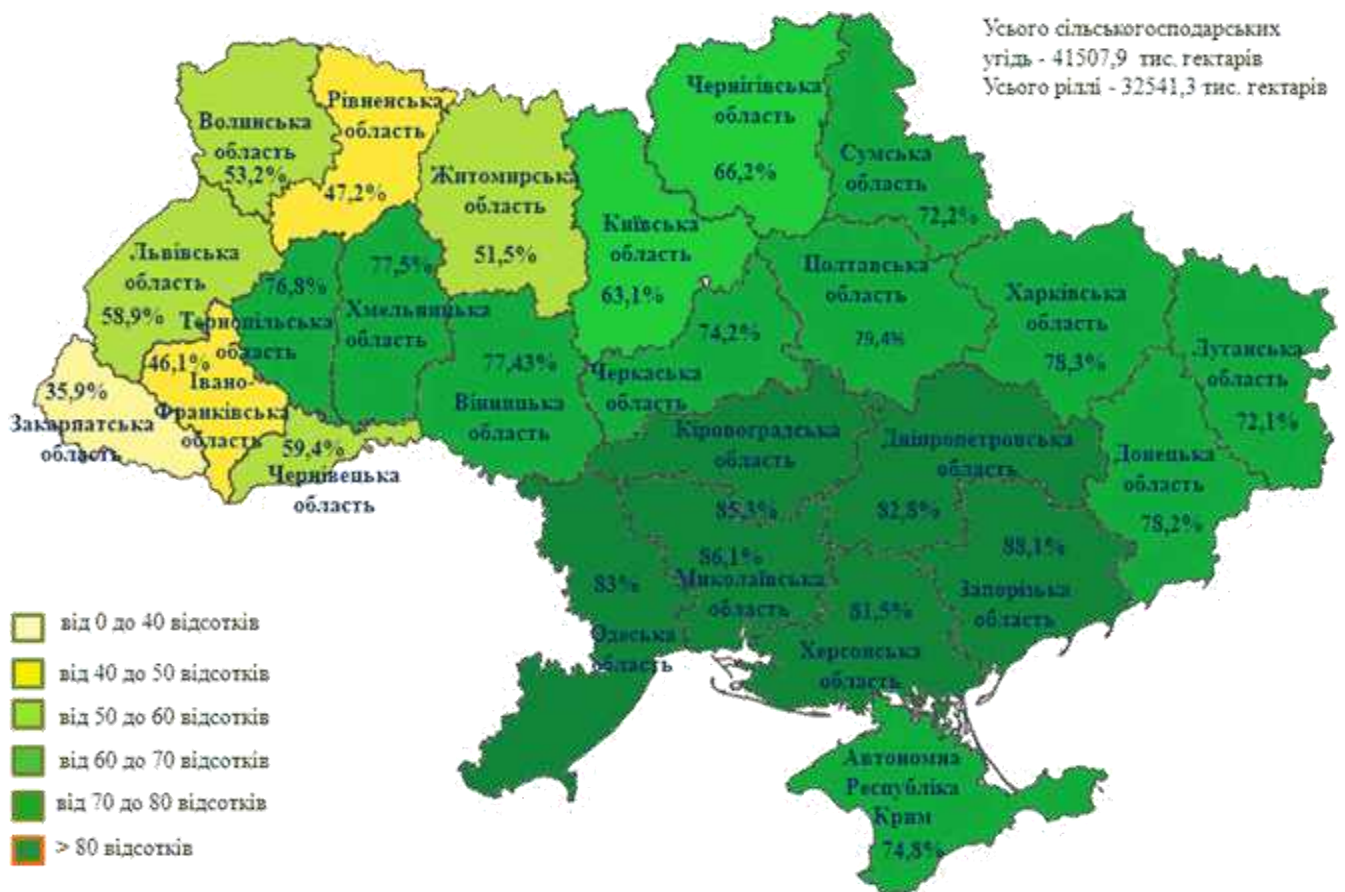 Усього сільськогосподарських
угідь - 41507,9 тис. гектарів
Усього ріллі - 32541,3 тис. гектарів
Волинська
область
53,2%
Рівненська
область
47,2%
Житомирська
область
51,5%
Чернігівська
область
66,2%
Сумська
область
72,2%
Київська
область
63,1%
Львівська
область
58,9%
76,8%
Тернопільська
область
77,5%
Хмельницька
область
Полтавська
область
79,4%
Харківська
область
78,3%
Луганська
область
72,1%
74,2%
Черкаська
область
77,43%
Вінницька
область
35,9%
Закарпатська
область
46,1%
Івано-
Франківська
область
59,4%
Чернівецька
область
Кіровоградська
область
85,3%
Дніпропетровська
область
82,8%
Донецька
область
78,2%
83%
Одеська
область
86,1%
Миколаївська
область
88,1%
Запорізька
область
81,5%
Херсонська
область
Автономна
Республіка
Крим
74,8%
від 0 до 40 відсотків
від 40 до 50 відсотків
від 50 до 60 відсотків
від 60 до 70 відсотків
від 70 до 80 відсотків
> 80 відсотків